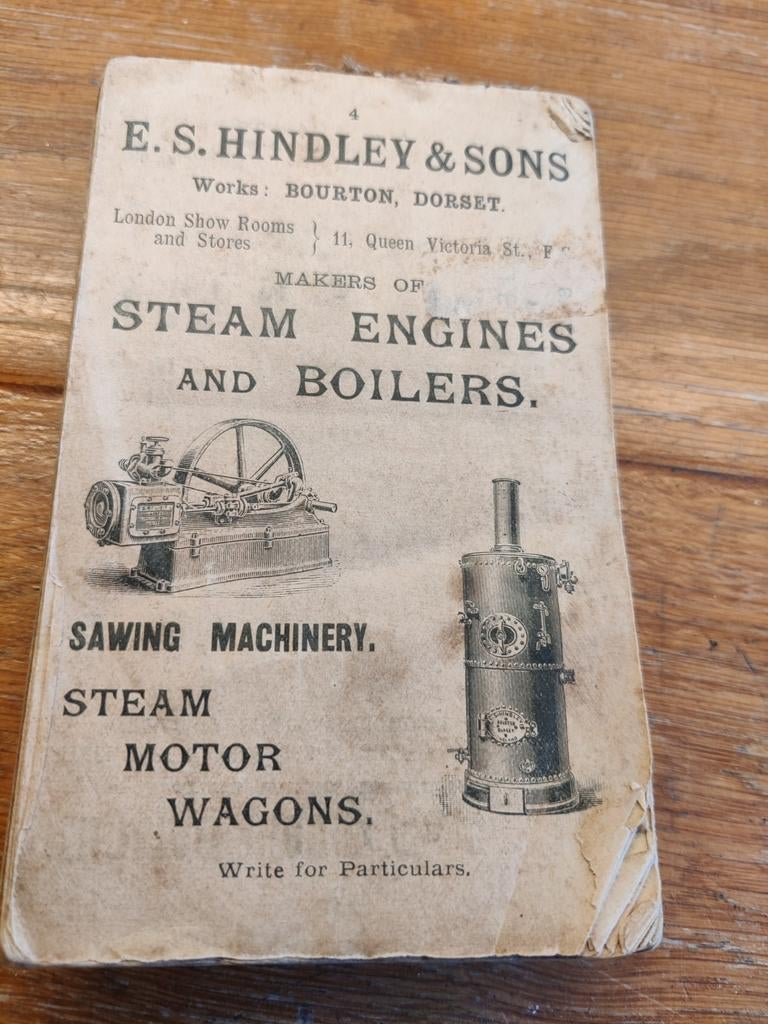 4
E. S. HINDLEY & SONS
Works: BOURTON, DORSET.
London Show Rooms and Stores } 11, Queen Victoria St.,
MAKERS OF
STEAM ENGINES
AND BOILERS.
SAWING MACHINERY.
STEAM
MOTOR
WAGONS.
Write for Particulars.